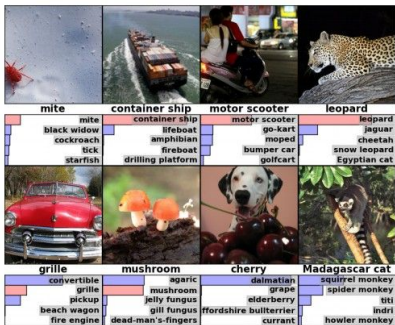 mite
container ship
motor scooter
leopard
mite
black widow
cockroach
tick
starfish
container ship
lifeboat
amphibian
fireboat
drilling platform
motor scooter
go-kart
moped
bumper car
golfcart
leopard
jaguar
cheetah
snow leopard
Egyptian cat
grille
mushroom
cherry
Madagascar cat
convertible
grille
pickup
beach wagon
fire engine
agaric
mushroom
jelly fungus
gill fungus
dead-man's-fingers
dalmatian
grape
elderberry
ffordshire bullterrier
currant
squirrel monkey
spider monkey
titi
indri
howler monkey